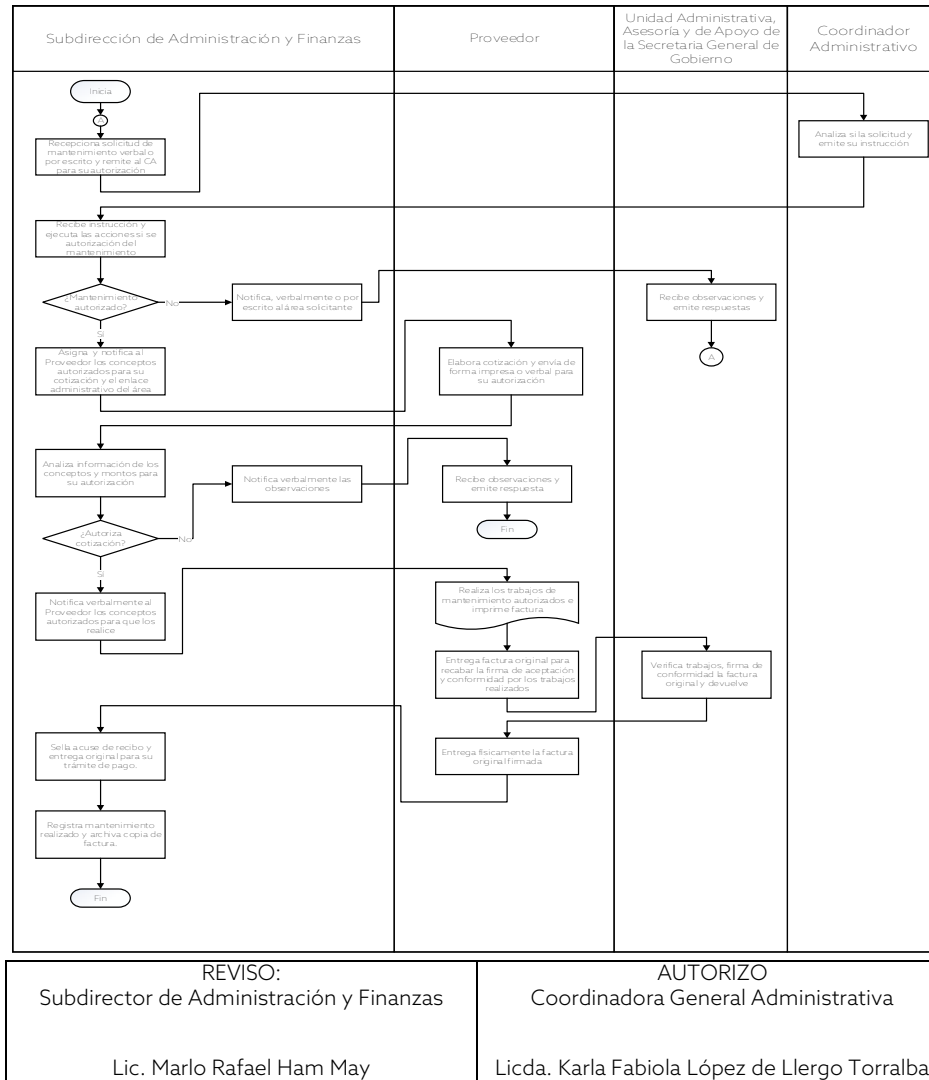 Subdirección de Administración y Finanzas
Proveedor
Unidad Administrativa,
Asesoría y de Apoyo de
la Secretaria General de
Gobierno
Coordinador
Administrativo
Inicia
A
Recepciona solicitud de
mantenimiento verbal o
por escrito y remite al CA
para su autorización
Analiza si la solicitud y
emite su instrucción
Recibe instrucción y
ejecuta las acciones si se
autorización del
mantenimiento
¿Mantenimiento
autorizado?
No
Notifica, verbalmente o por
escrito al área solicitante
Recibe observaciones y
emite respuestas
A
Si
Asigna y notifica al
Proveedor los conceptos
autorizados para su
cotización y el enlace
administrativo del área
Elabora cotización y envía de
forma impresa o verbal para
su autorización
Analiza información de los
conceptos y montos para
su autorización
Notifica verbalmente las
observaciones
Recibe observaciones y
emite respuesta
Fin
¿Autoriza
cotización?
No
Si
Notifica verbalmente al
Proveedor los conceptos
autorizados para que los
realice
Realiza los trabajos de
mantenimiento autorizados e
imprime factura
Entrega factura original para
recabar la firma de aceptación
y conformidad por los trabajos
realizados
Verifica trabajos, firma de
conformidad la factura
original y devuelve
Entrega físicamente la factura
original firmada
Sella acuse de recibo y
entrega original para su
trámite de pago.
Registra mantenimiento
realizado y archiva copia de
factura.
Fin
REVISO:
Subdirector de Administración y Finanzas
Lic. Marlo Rafael Ham May
AUTORIZO
Coordinadora General Administrativa
Licda. Karla Fabiola López de Llergo Torralba